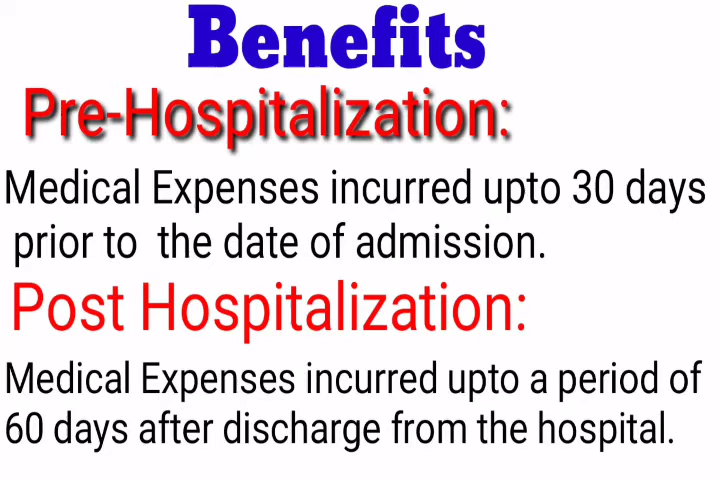 Benefits
Pre-Hospitalization:
Medical Expenses incurred upto 30 days
prior to the date of admission.
Post Hospitalization:
Medical Expenses incurred upto a period of
60 days after discharge from the hospital.